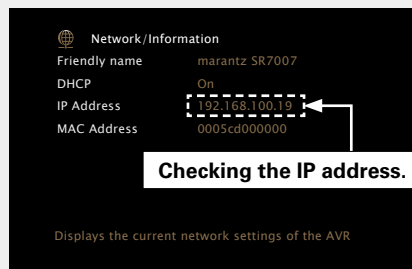 Network/Information
Friendly name marantz SR7007
DHCP On
IP Address 192.168.100.19
MAC Address 0005cd000000
Checking the IP address.
Displays the current network settings of the AVR